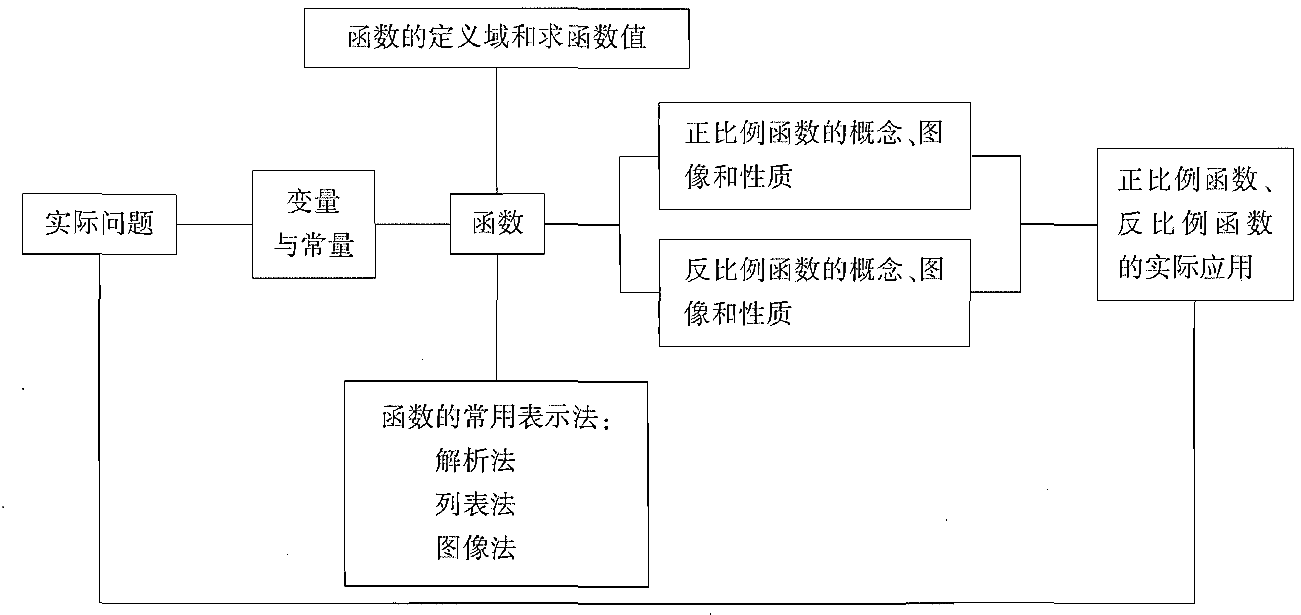 函数的定义域和求函数值
正比例函数的概念、图
像和性质
实际问题
变量
与常量
函数
反比例函数的概念、图
像和性质
正比例函数、
反比例函数
的实际应用
函数的常用表示法:
解析法
列表法
图像法